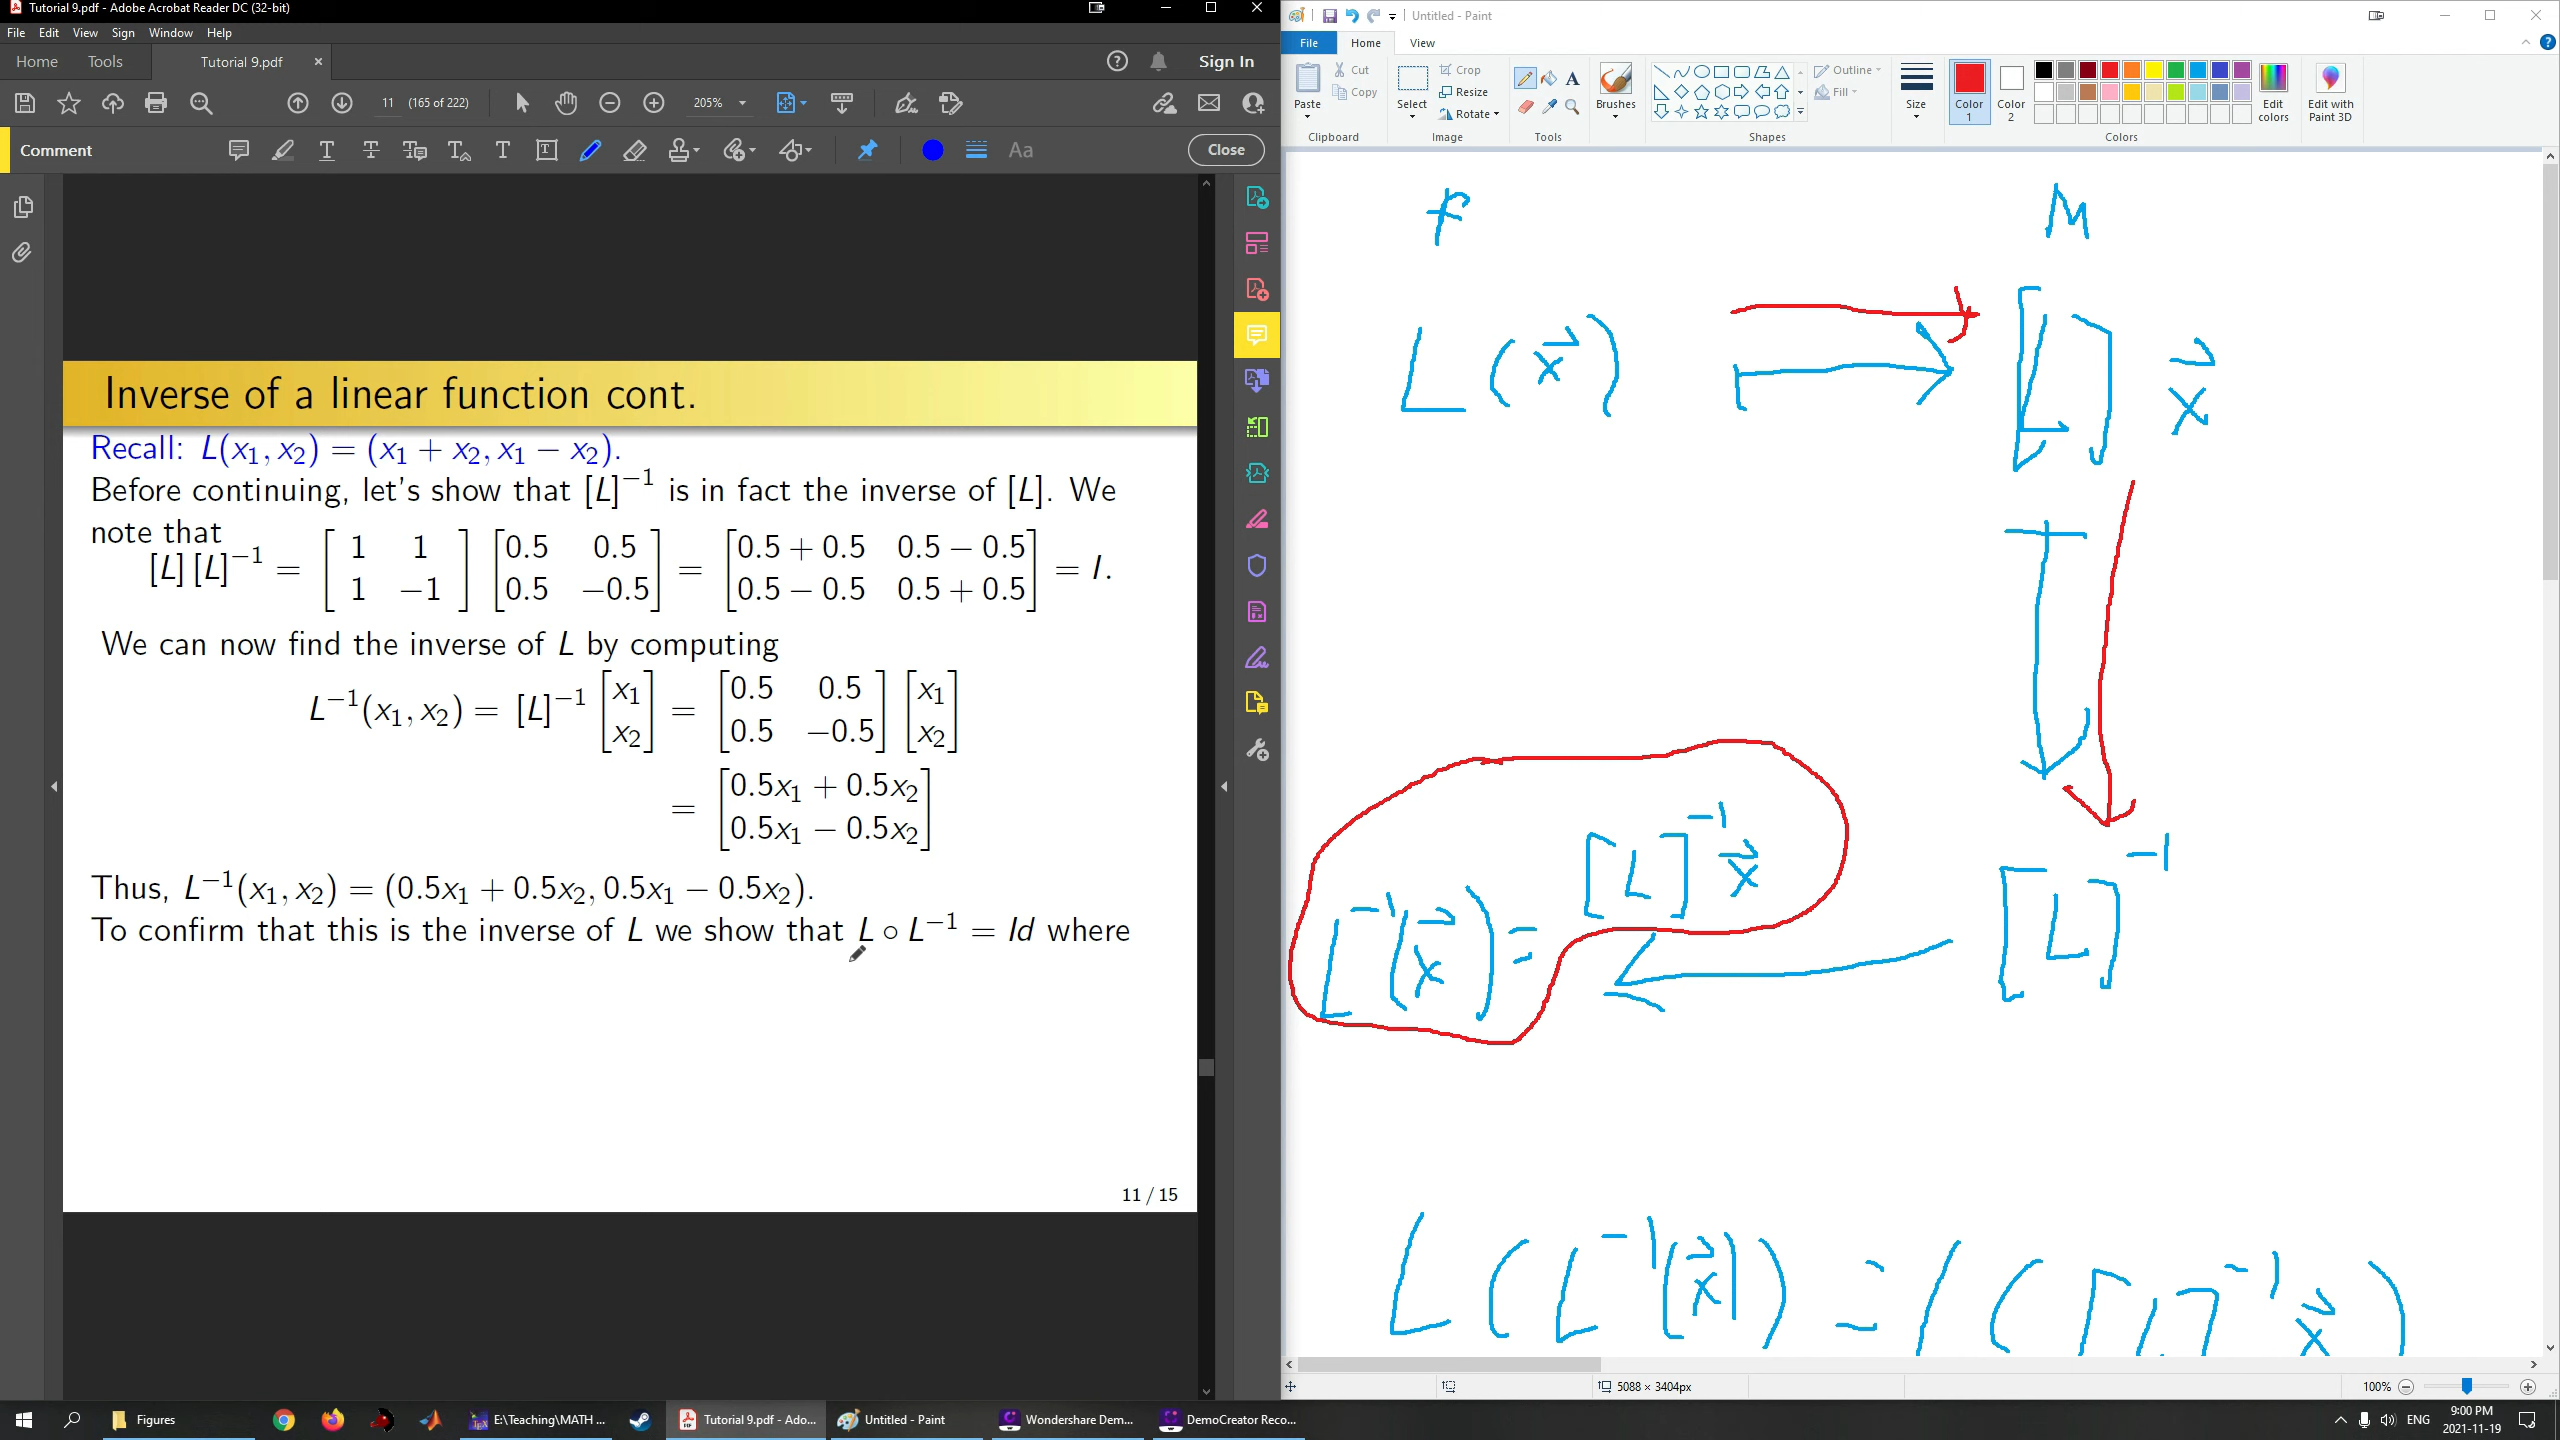 Tutorial 9.pdf - Adobe Acrobat Reader DC (32-bit)
File Edit View Sign Window Help
Home Tools Tutorial 9.pdf × Sign In
11 (165 of 222) 205%
Comment Aa Close
Inverse of a linear function cont.
Recall: L(x₁, x₂) = (x₁ + x₂, x₁ − x₂).
Before continuing, let's show that [L]⁻¹ is in fact the inverse of [L]. We
note that
[L] [L]⁻¹ = [1 1; 1 −1] [0.5 0.5; 0.5 −0.5] = [0.5 + 0.5 0.5 − 0.5; 0.5 − 0.5 0.5 + 0.5] = I.
We can now find the inverse of L by computing
L⁻¹(x₁, x₂) = [L]⁻¹ [x₁; x₂] = [0.5 0.5; 0.5 −0.5] [x₁; x₂]
= [0.5x₁ + 0.5x₂; 0.5x₁ − 0.5x₂]
Thus, L⁻¹(x₁, x₂) = (0.5x₁ + 0.5x₂, 0.5x₁ − 0.5x₂).
To confirm that this is the inverse of L we show that L ∘ L⁻¹ = Id where
11 / 15
Untitled - Paint
File Home View
Paste Cut Copy Select Crop Resize Rotate Brushes Outline Fill Size Color 1 Color 2 Edit colors Edit with Paint 3D
Clipboard Image Tools Shapes Colors
F M
L(x⃗) [L] x⃗
L⁻¹(x⃗) = [L]⁻¹ x⃗
[L]⁻¹
L(L⁻¹(x⃗)) = L([L]⁻¹ x⃗)
5088 × 3404px 100%
Figures E:\Teaching\MATH ... Tutorial 9.pdf - Ado... Untitled - Paint Wondershare Dem... DemoCreator Reco... ENG 9:00 PM
2021-11-19